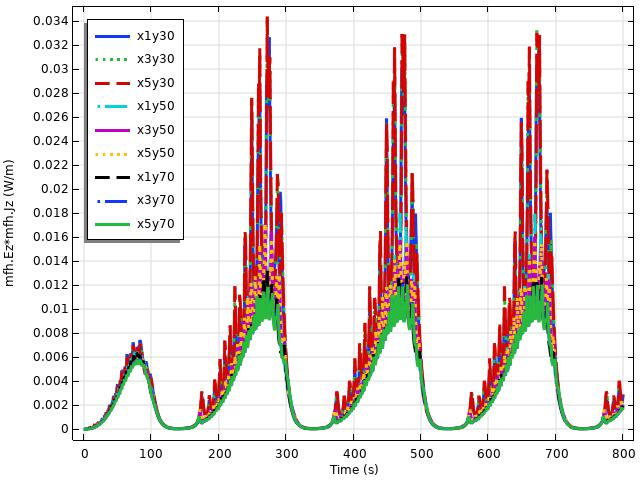 0.034
0.032
0.03
0.028
0.026
0.024
0.022
0.02
0.018
0.016
0.014
0.012
0.01
0.008
0.006
0.004
0.002
0
mfh.Ez*mfh.Jz (W/m)
x1y30
x3y30
x5y30
x1y50
x3y50
x5y50
x1y70
x3y70
x5y70
0 100 200 300 400 500 600 700 800
Time (s)